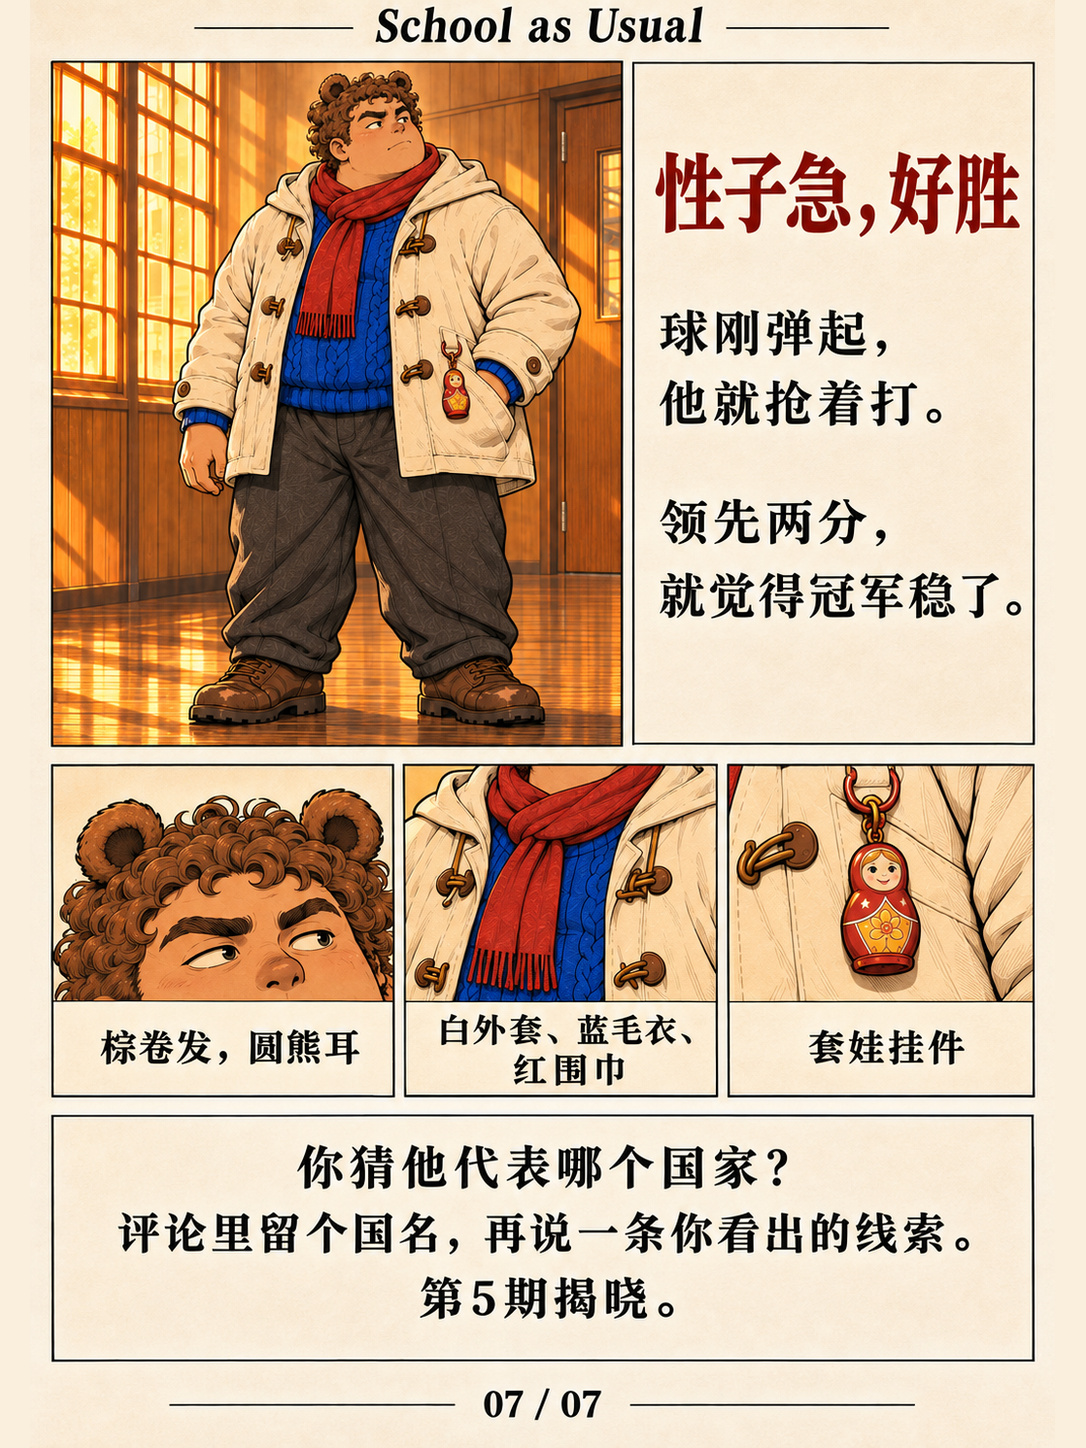 School as Usual
性子急，好胜
球刚弹起，
他就抢着打。
领先两分，
就觉得冠军稳了。
棕卷发，圆熊耳
白外套、蓝毛衣、
红围巾
套娃挂件
你猜他代表哪个国家？
评论里留个国名，再说一条你看出的线索。
第5期揭晓。
07 / 07